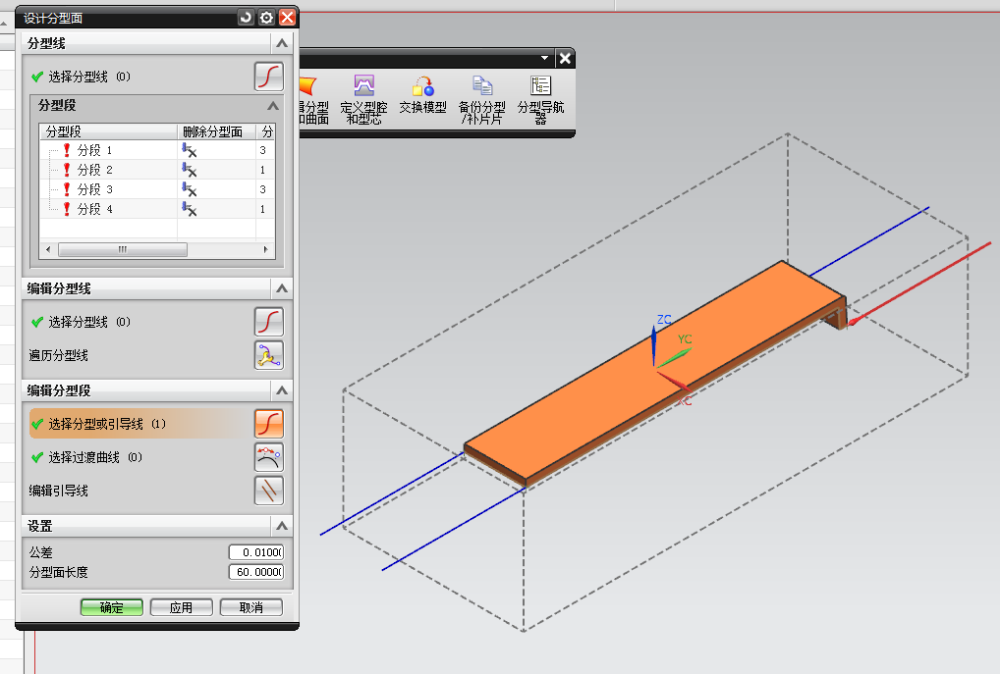 设计分型面
分型线
选择分型线 (0)
分型段
分型段 删除分型面 分
分段 1 3
分段 2 1
分段 3 3
分段 4 1
编辑分型线
选择分型线 (0)
遍历分型线
编辑分型段
选择分型或引导线 (1)
选择过渡曲线 (0)
编辑引导线
设置
公差 0.0100
分型面长度 60.0000
确定 应用 取消
分型
曲面
定义型腔
和型芯
交换模型
备份分型
/补片片
分型导航
器
ZC
YC
XC